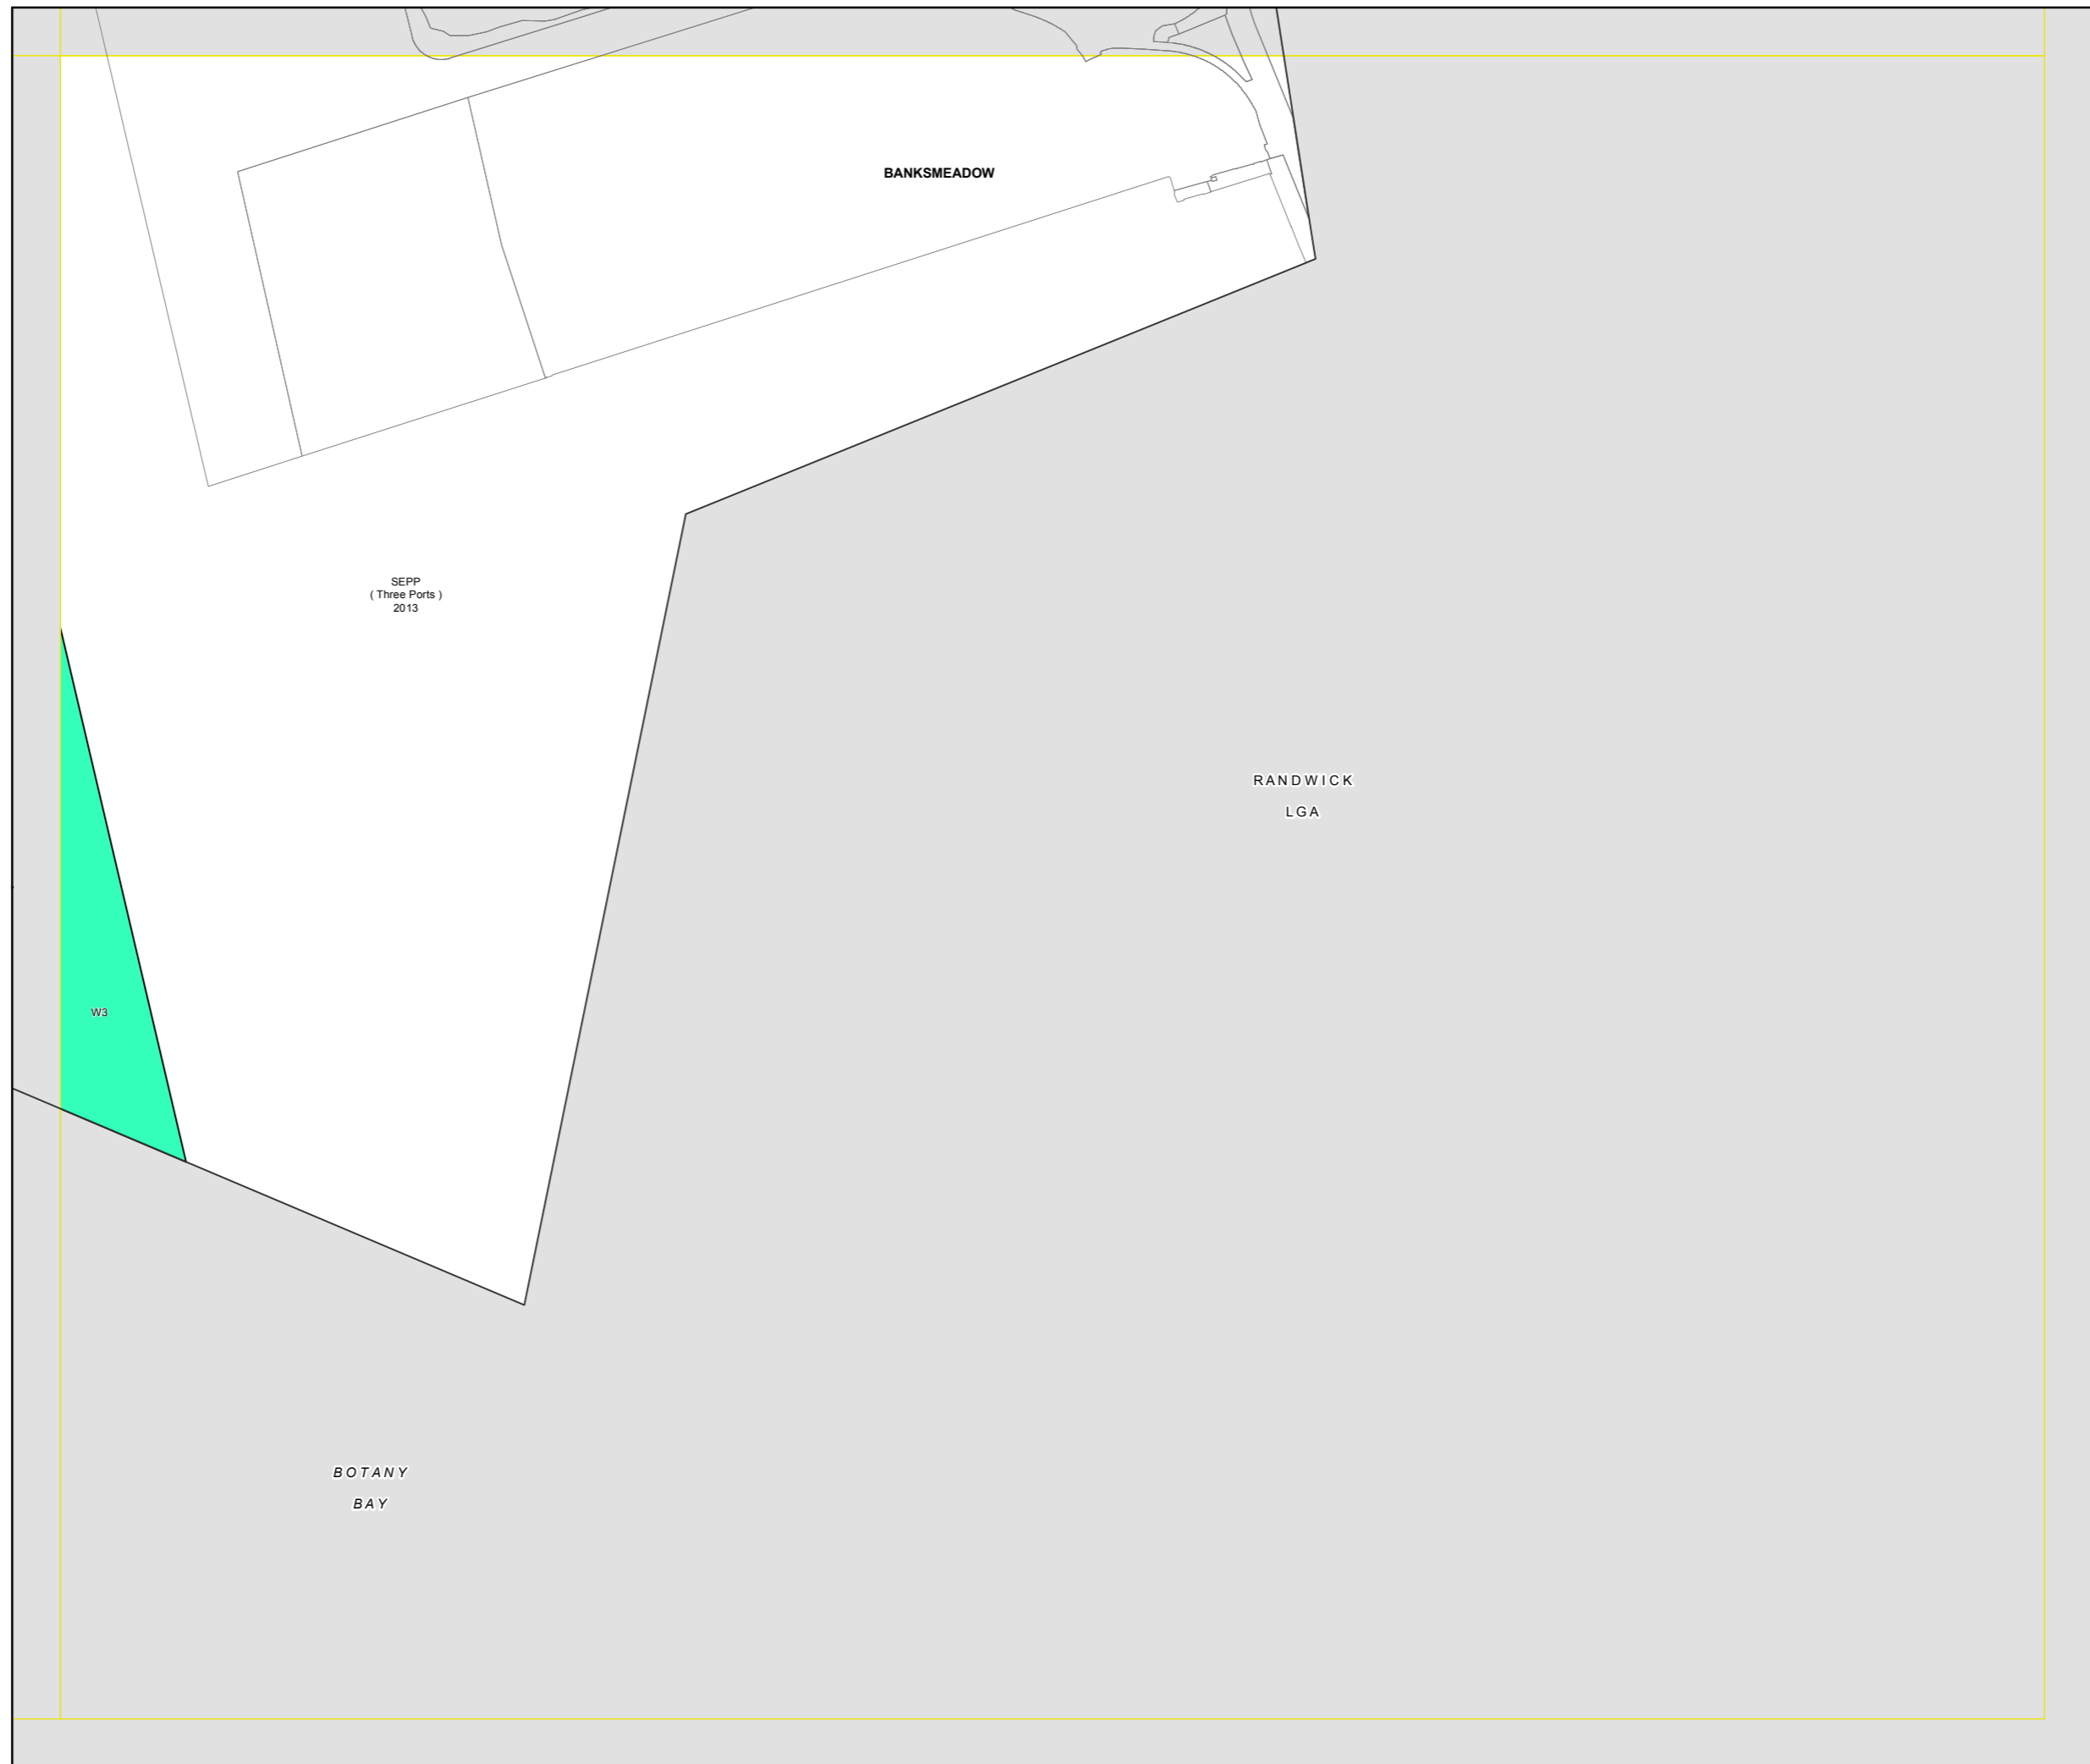 BANKSMEADOW
SEPP
( Three Ports )
2013
RANDWICK
LGA
W3
BOTANY
BAY